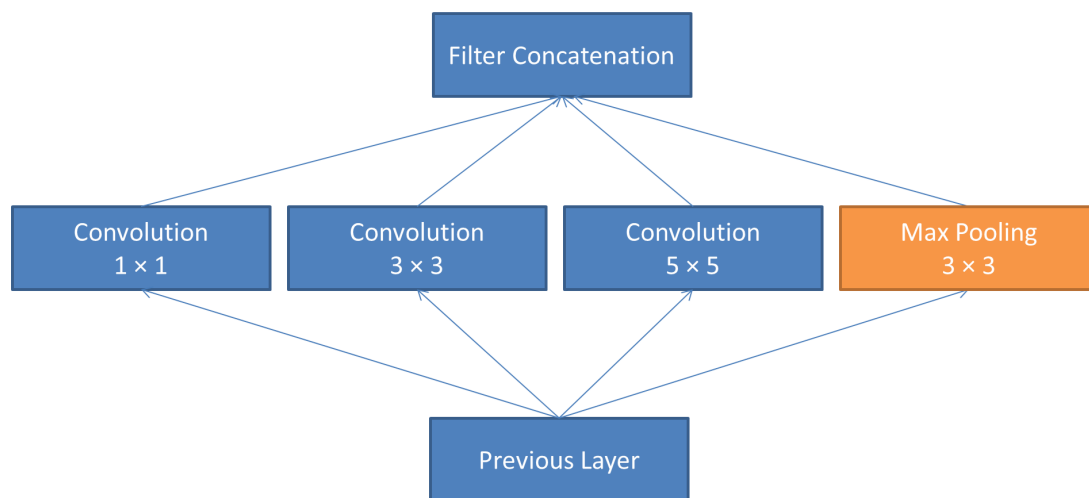 Filter Concatenation
Convolution
1 × 1
Convolution
3 × 3
Convolution
5 × 5
Max Pooling
3 × 3
Previous Layer